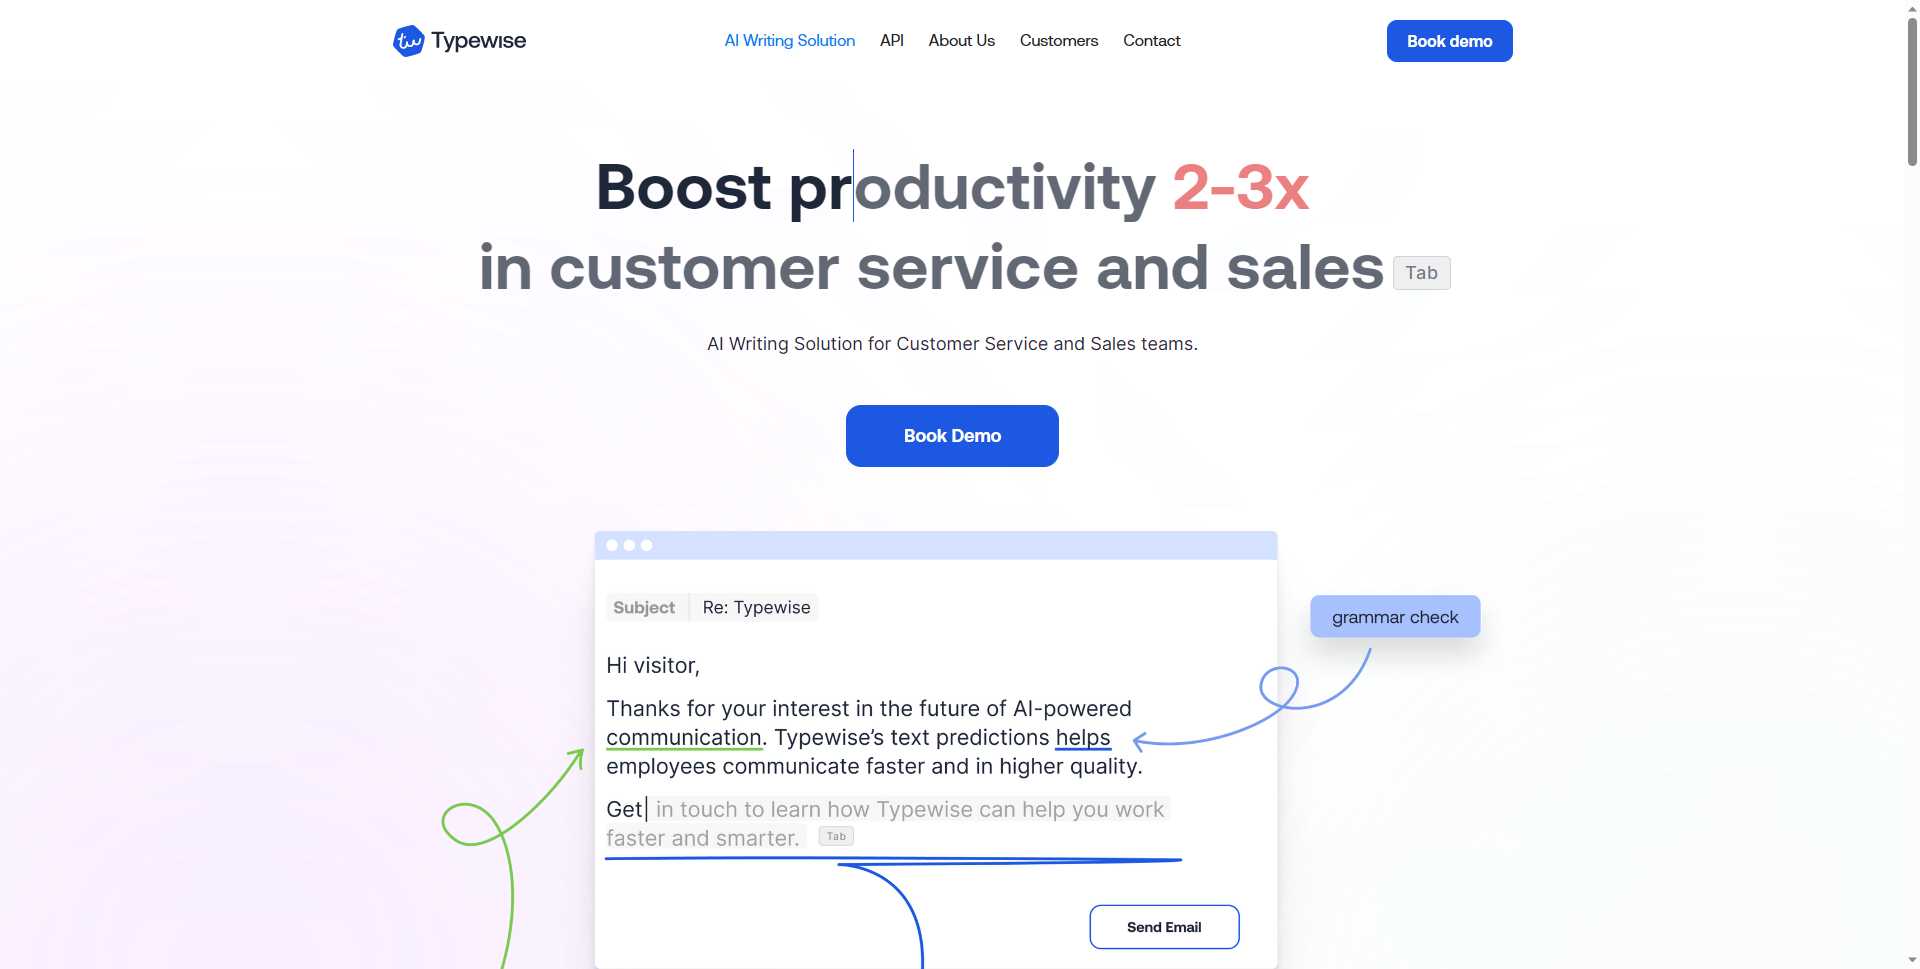 Typewise
AI Writing Solution API About Us Customers Contact
Book demo
Boost productivity 2-3x
in customer service and sales Tab
AI Writing Solution for Customer Service and Sales teams.
Book Demo
Subject Re: Typewise
grammar check
Hi visitor,
Thanks for your interest in the future of AI-powered
communication. Typewise’s text predictions helps
employees communicate faster and in higher quality.
Get in touch to learn how Typewise can help you work
faster and smarter. Tab
Send Email